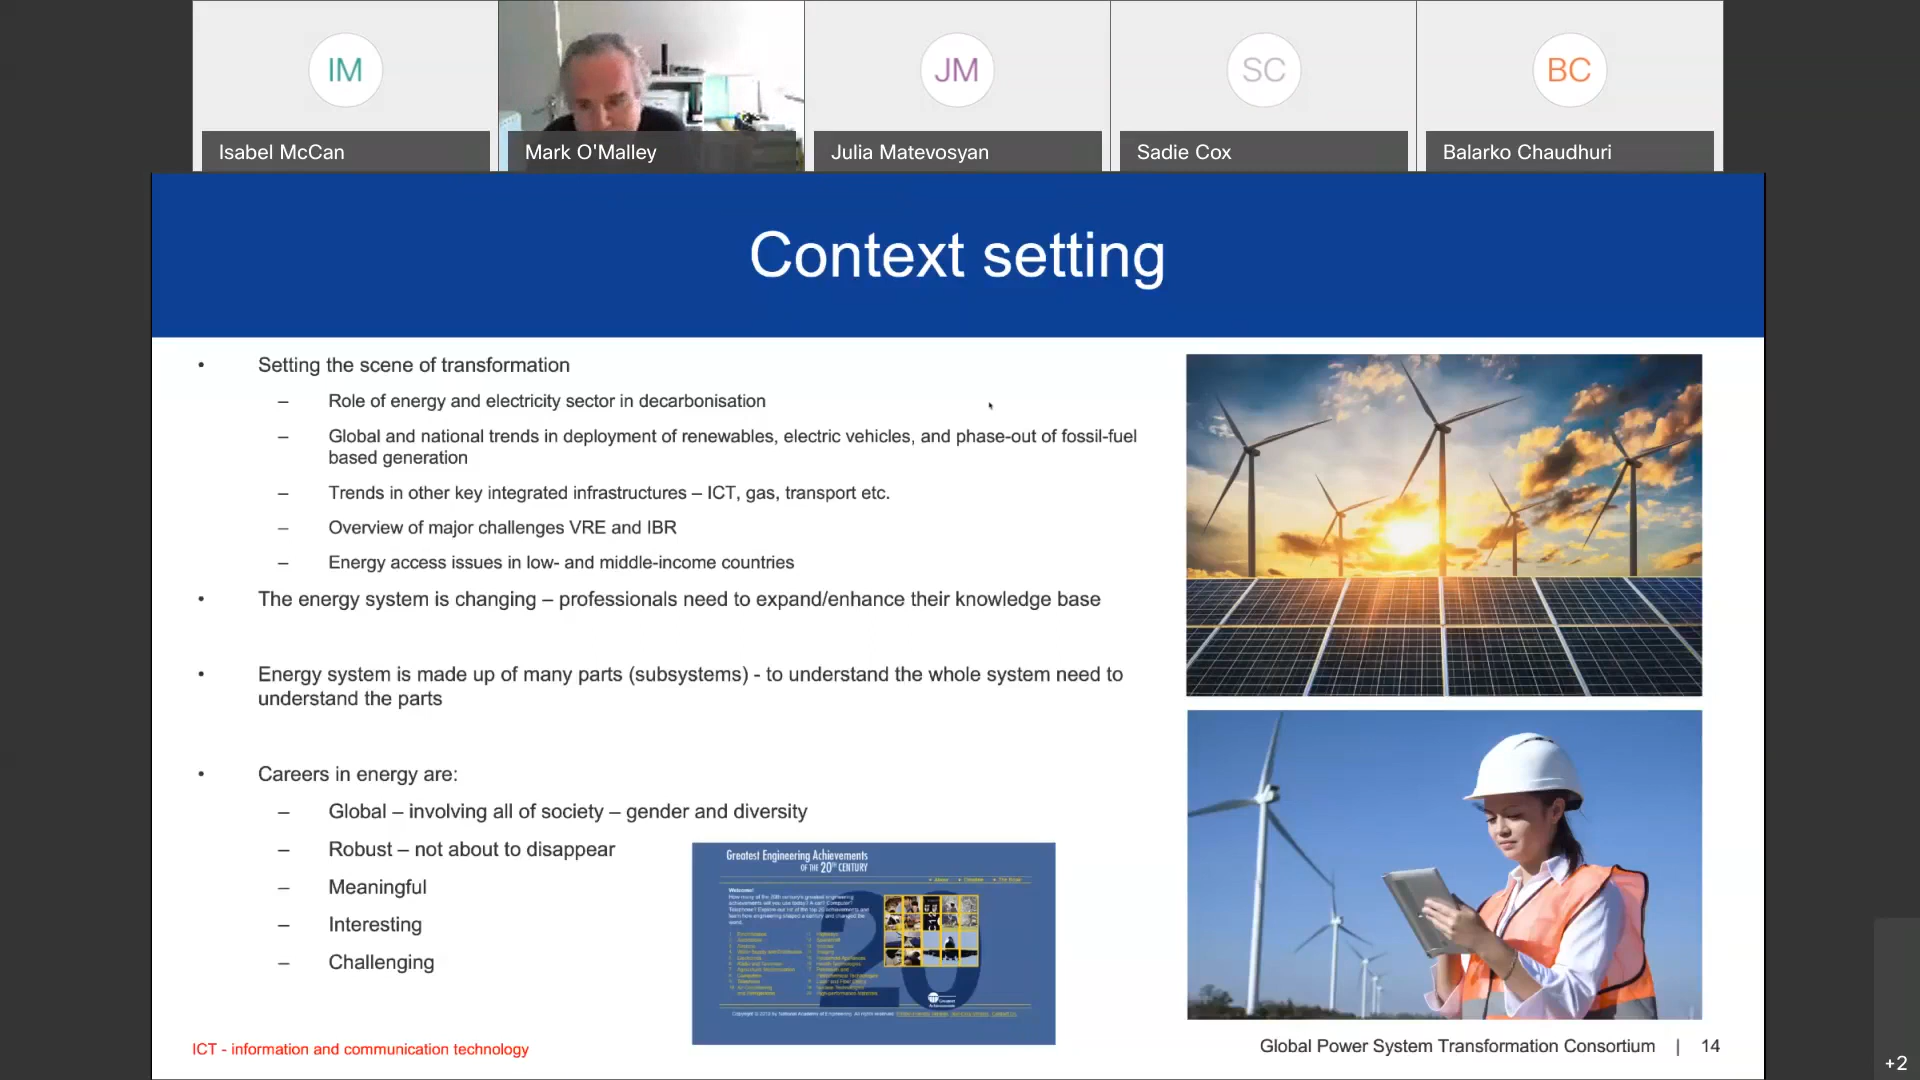 IM
JM
SC
BC
Isabel McCan
Mark O'Malley
Julia Matevosyan
Sadie Cox
Balarko Chaudhuri
Context setting
• Setting the scene of transformation
– Role of energy and electricity sector in decarbonisation
– Global and national trends in deployment of renewables, electric vehicles, and phase-out of fossil-fuel
based generation
– Trends in other key integrated infrastructures – ICT, gas, transport etc.
– Overview of major challenges VRE and IBR
– Energy access issues in low- and middle-income countries
• The energy system is changing – professionals need to expand/enhance their knowledge base
• Energy system is made up of many parts (subsystems) - to understand the whole system need to
understand the parts
• Careers in energy are:
– Global – involving all of society – gender and diversity
– Robust – not about to disappear
– Meaningful
– Interesting
– Challenging
Greatest Engineering Achievements
OF THE 20TH CENTURY
Welcome!
20
ICT - information and communication technology
Global Power System Transformation Consortium | 14
+2